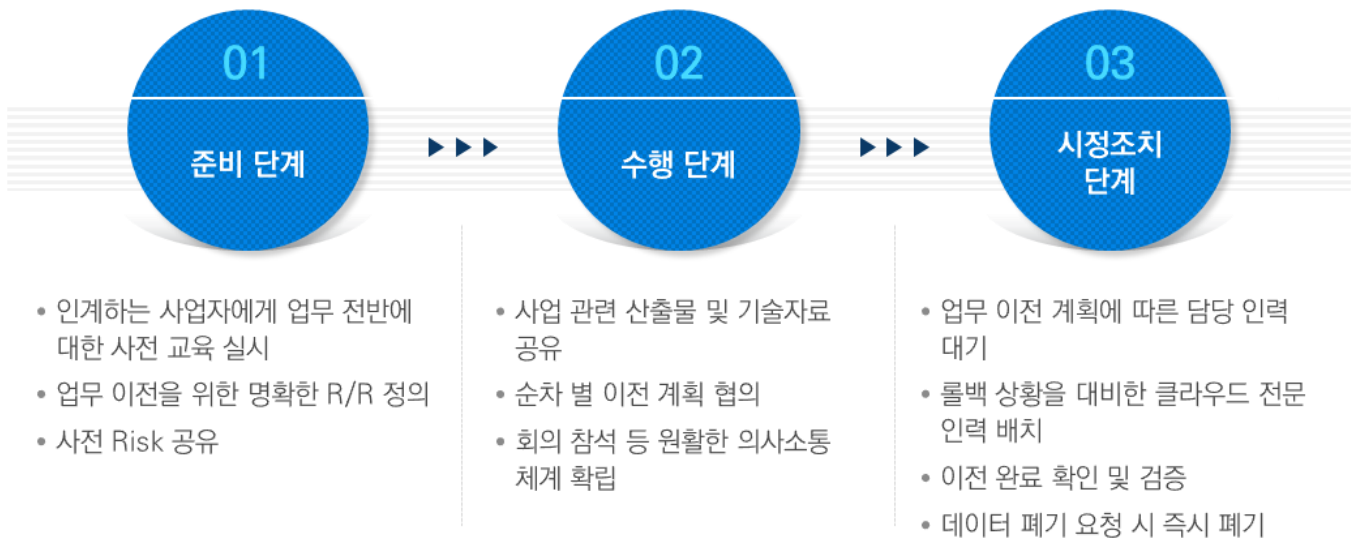 01
준비 단계
02
수행 단계
03
시정조치
단계
• 인계하는 사업자에게 업무 전반에
대한 사전 교육 실시
• 업무 이전을 위한 명확한 R/R 정의
• 사전 Risk 공유
• 사업 관련 산출물 및 기술자료
공유
• 순차 별 이전 계획 협의
• 회의 참석 등 원활한 의사소통
체계 확립
• 업무 이전 계획에 따른 담당 인력
대기
• 롤백 상황을 대비한 클라우드 전문
인력 배치
• 이전 완료 확인 및 검증
• 데이터 폐기 요청 시 즉시 폐기